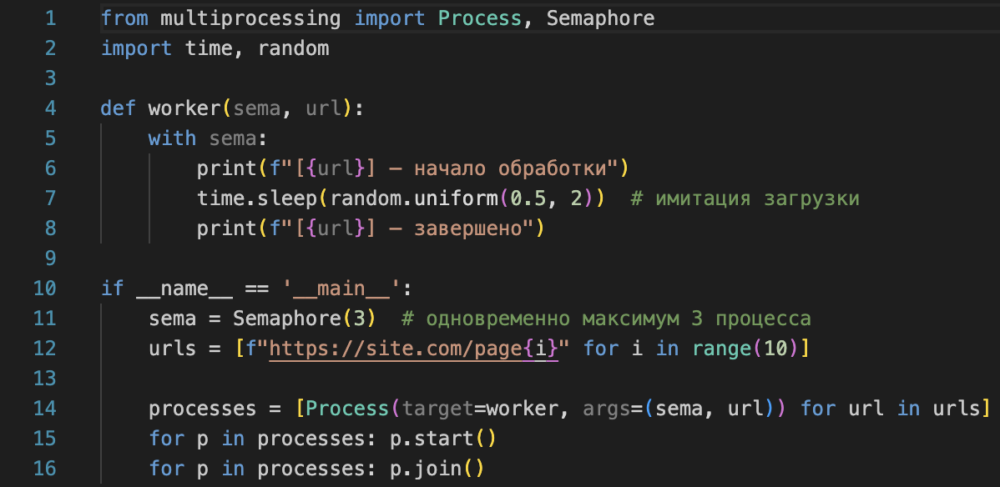 1 from multiprocessing import Process, Semaphore
2 import time, random
3
4 def worker(sema, url):
5     with sema:
6         print(f"[{url}] — начало обработки")
7         time.sleep(random.uniform(0.5, 2))  # имитация загрузки
8         print(f"[{url}] — завершено")
9
10 if __name__ == '__main__':
11     sema = Semaphore(3)  # одновременно максимум 3 процесса
12     urls = [f"https://site.com/page{i}" for i in range(10)]
13
14     processes = [Process(target=worker, args=(sema, url)) for url in urls]
15     for p in processes: p.start()
16     for p in processes: p.join()